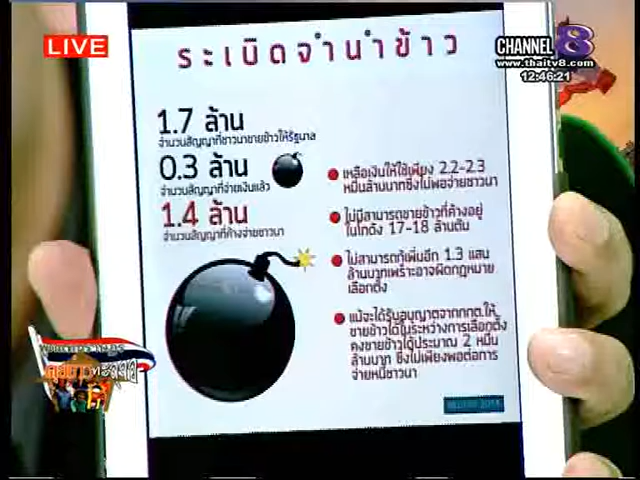 LIVE
CHANNEL 8
www.thaitv8.com
12:46:21
ระเบิดจำนำข้าว
1.7 ล้าน
จำนวนสัญญาที่ชาวนาขายข้าวให้รัฐบาล
0.3 ล้าน
จำนวนสัญญาที่จ่ายเงินแล้ว
1.4 ล้าน
จำนวนสัญญาที่ค้างจ่ายชาวนา
เหลือเงินให้ใช้เพียง 2.2-2.3
หมื่นล้านบาทซึ่งไม่พอจ่ายชาวนา
ไม่มีสามารถขายข้าวที่ค้างอยู่
ในโกดัง 17-18 ล้านตัน
ไม่สามารถกู้เพิ่มอีก 1.3 แสน
ล้านบาทเพราะอาจผิดกฎหมาย
เลือกตั้ง
แม้จะได้รับอนุญาตจากกกต.ให้
ขายข้าวได้ในระหว่างการเลือกตั้ง
คงขายข้าวได้ประมาณ 2 หมื่น
ล้านบาท ซึ่งไม่เพียงพอต่อการ
จ่ายหนี้ชาวนา